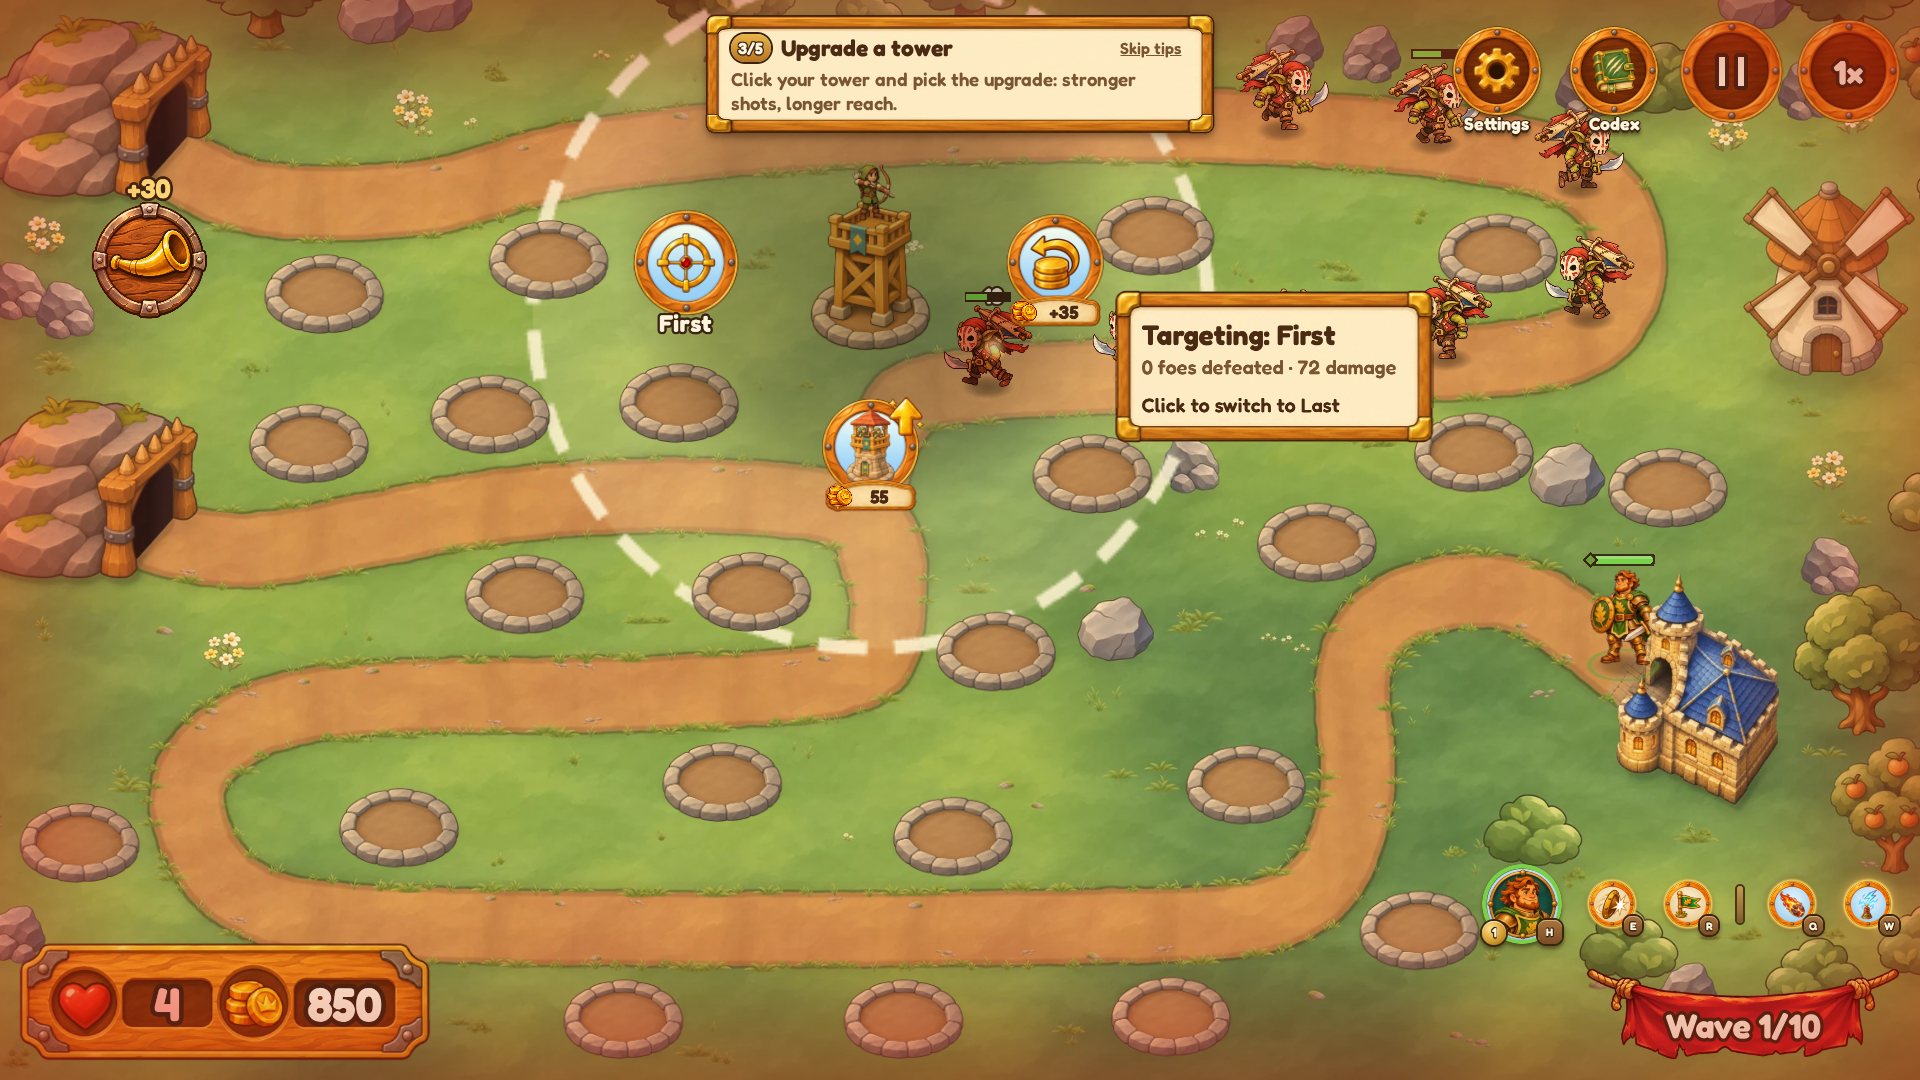 3/5 Upgrade a tower Skip tips
Click your tower and pick the upgrade: stronger
shots, longer reach.
1x
Settings
Codex
+30
First
+35
Targeting: First
0 foes defeated · 72 damage
Click to switch to Last
55
1
H
E
R
Q
W
4
850
Wave 1/10